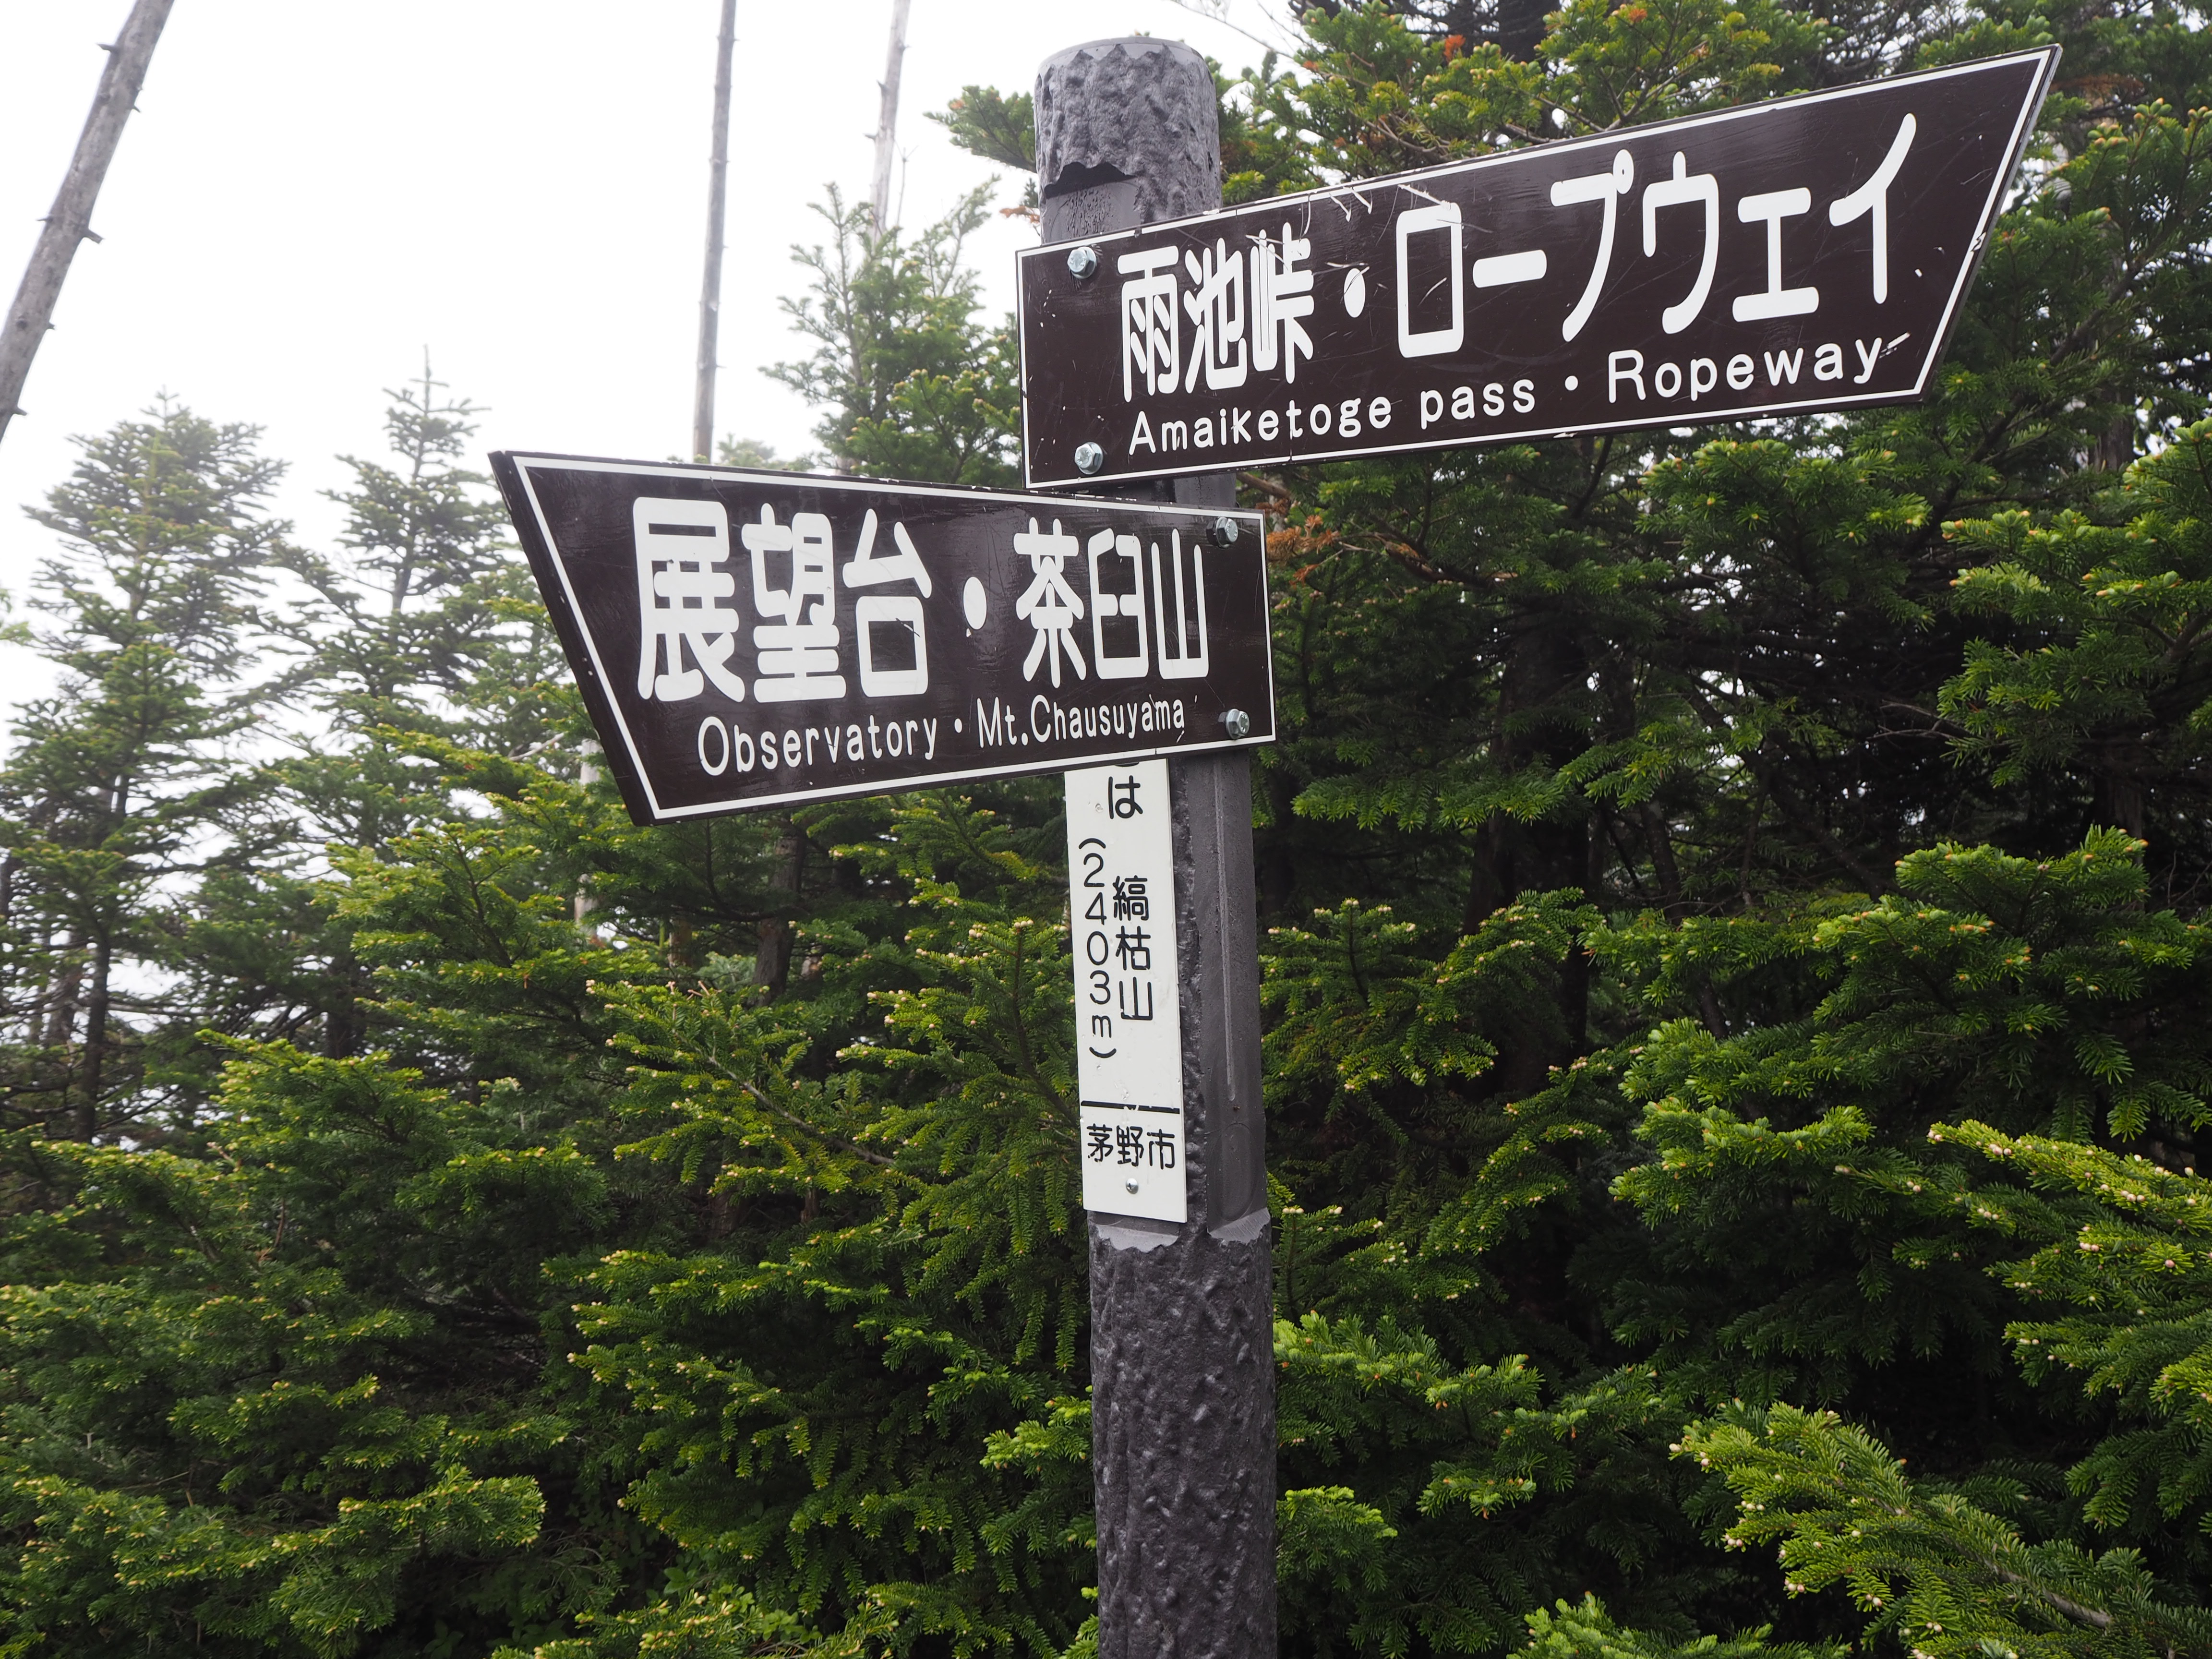 雨池峠・ロープウェイ
Amaiketoge pass・Ropeway
展望台・茶臼山
Observatory・Mt.Chausuyama
は 縞枯山
(2403m)
茅野市